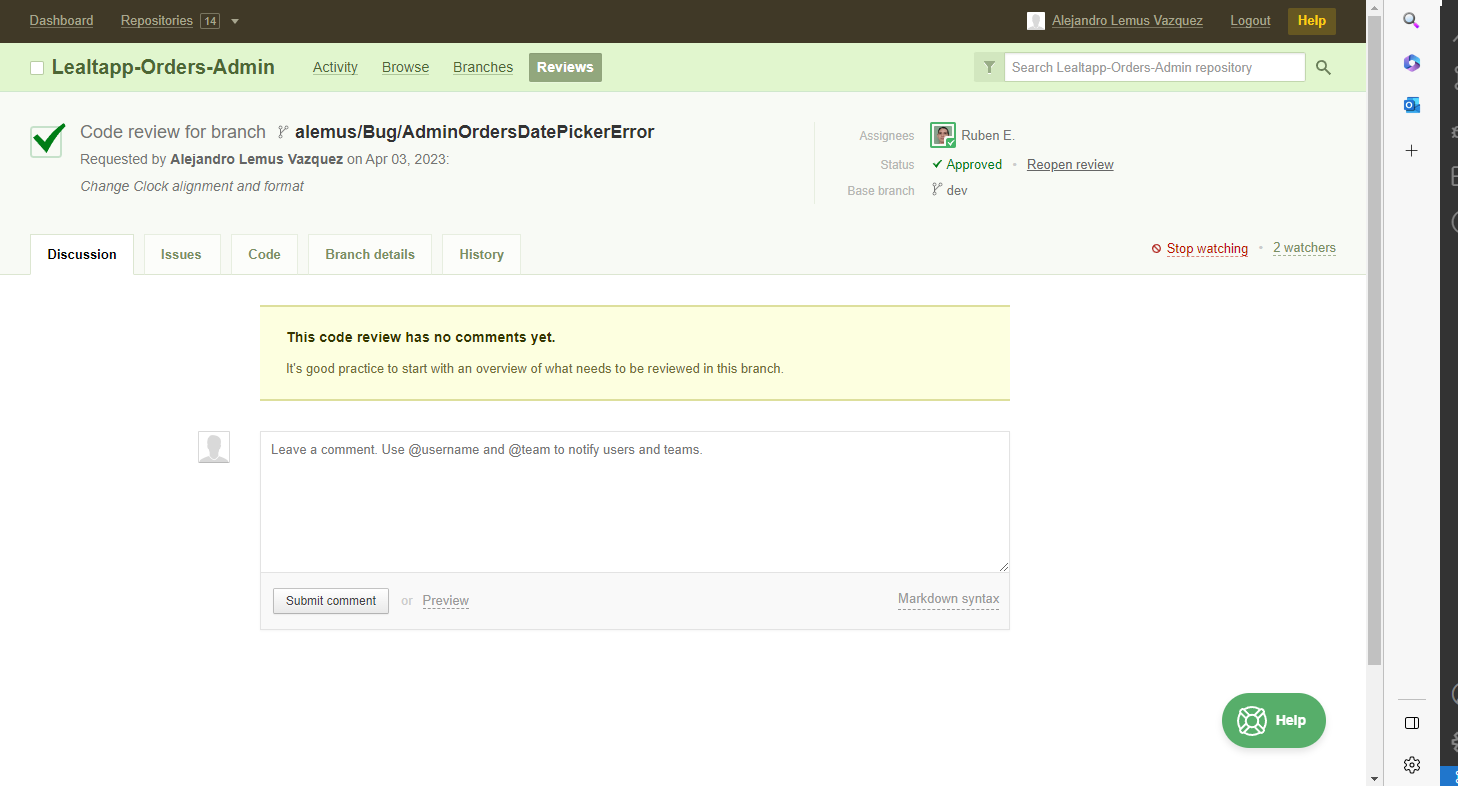 Dashboard Repositories 14 Alejandro Lemus Vazquez Logout Help
Lealtapp-Orders-Admin Activity Browse Branches Reviews Search Lealtapp-Orders-Admin repository
Code review for branch alemus/Bug/AdminOrdersDatePickerError
Requested by Alejandro Lemus Vazquez on Apr 03, 2023:
Change Clock alignment and format
Assignees Ruben E.
Status Approved • Reopen review
Base branch dev
Discussion Issues Code Branch details History Stop watching • 2 watchers
This code review has no comments yet.
It's good practice to start with an overview of what needs to be reviewed in this branch.
Leave a comment. Use @username and @team to notify users and teams.
Submit comment or Preview Markdown syntax
Help